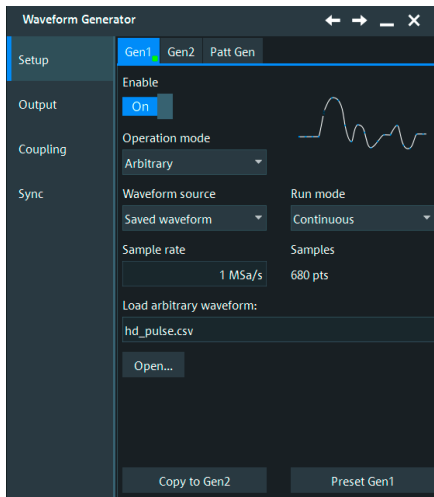 Waveform Generator
Setup
Output
Coupling
Sync
Gen1 Gen2 Patt Gen
Enable
On
Operation mode
Arbitrary
Waveform source Run mode
Saved waveform Continuous
Sample rate Samples
1 MSa/s 680 pts
Load arbitrary waveform:
hd_pulse.csv
Open...
Copy to Gen2 Preset Gen1